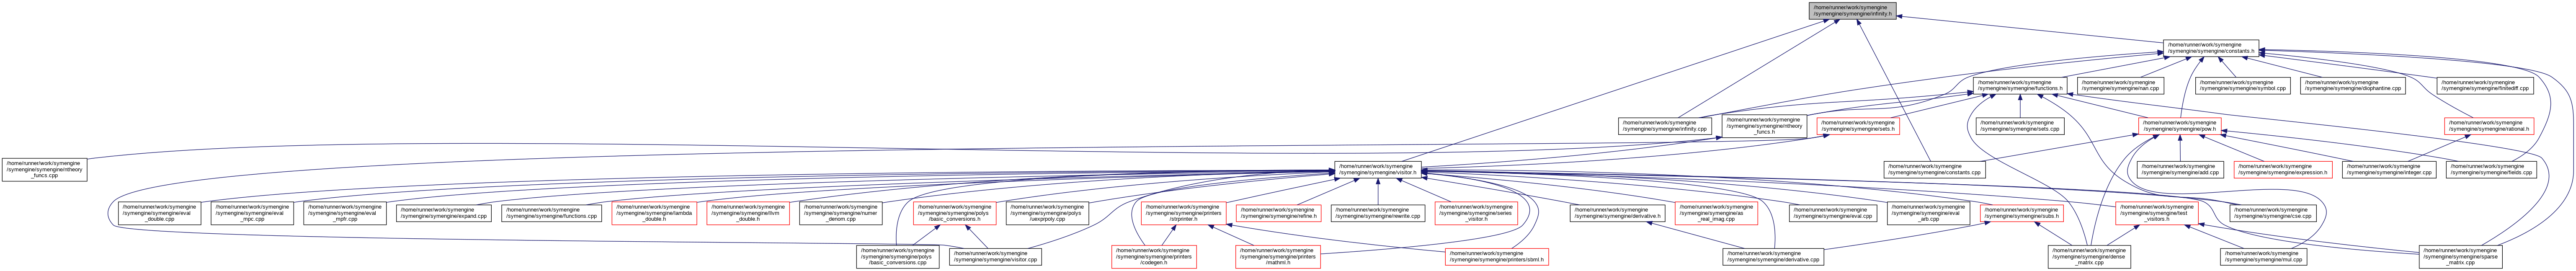 /home/runner/work/symengine
/symengine/symengine/infinity.h
/home/runner/work/symengine
/symengine/symengine/constants.h
/home/runner/work/symengine
/symengine/symengine/functions.h
/home/runner/work/symengine
/symengine/symengine/nan.cpp
/home/runner/work/symengine
/symengine/symengine/symbol.cpp
/home/runner/work/symengine
/symengine/symengine/diophantine.cpp
/home/runner/work/symengine
/symengine/symengine/finitediff.cpp
/home/runner/work/symengine
/symengine/symengine/infinity.cpp
/home/runner/work/symengine
/symengine/symengine/ntheory
_funcs.h
/home/runner/work/symengine
/symengine/symengine/sets.h
/home/runner/work/symengine
/symengine/symengine/sets.cpp
/home/runner/work/symengine
/symengine/symengine/pow.h
/home/runner/work/symengine
/symengine/symengine/rational.h
/home/runner/work/symengine
/symengine/symengine/ntheory
_funcs.cpp
/home/runner/work/symengine
/symengine/symengine/visitor.h
/home/runner/work/symengine
/symengine/symengine/constants.cpp
/home/runner/work/symengine
/symengine/symengine/add.cpp
/home/runner/work/symengine
/symengine/symengine/expression.h
/home/runner/work/symengine
/symengine/symengine/integer.cpp
/home/runner/work/symengine
/symengine/symengine/fields.cpp
/home/runner/work/symengine
/symengine/symengine/eval
_double.cpp
/home/runner/work/symengine
/symengine/symengine/eval
_mpc.cpp
/home/runner/work/symengine
/symengine/symengine/eval
_mpfr.cpp
/home/runner/work/symengine
/symengine/symengine/expand.cpp
/home/runner/work/symengine
/symengine/symengine/functions.cpp
/home/runner/work/symengine
/symengine/symengine/lambda
_double.h
/home/runner/work/symengine
/symengine/symengine/llvm
_double.h
/home/runner/work/symengine
/symengine/symengine/numer
_denom.cpp
/home/runner/work/symengine
/symengine/symengine/polys
/basic_conversions.h
/home/runner/work/symengine
/symengine/symengine/polys
/uexprpoly.cpp
/home/runner/work/symengine
/symengine/symengine/printers
/strprinter.h
/home/runner/work/symengine
/symengine/symengine/refine.h
/home/runner/work/symengine
/symengine/symengine/rewrite.cpp
/home/runner/work/symengine
/symengine/symengine/series
_visitor.h
/home/runner/work/symengine
/symengine/symengine/derivative.h
/home/runner/work/symengine
/symengine/symengine/as
_real_imag.cpp
/home/runner/work/symengine
/symengine/symengine/eval.cpp
/home/runner/work/symengine
/symengine/symengine/eval
_arb.cpp
/home/runner/work/symengine
/symengine/symengine/subs.h
/home/runner/work/symengine
/symengine/symengine/test
_visitors.h
/home/runner/work/symengine
/symengine/symengine/cse.cpp
/home/runner/work/symengine
/symengine/symengine/polys
/basic_conversions.cpp
/home/runner/work/symengine
/symengine/symengine/visitor.cpp
/home/runner/work/symengine
/symengine/symengine/printers
/codegen.h
/home/runner/work/symengine
/symengine/symengine/printers
/mathml.h
/home/runner/work/symengine
/symengine/symengine/printers/sbml.h
/home/runner/work/symengine
/symengine/symengine/derivative.cpp
/home/runner/work/symengine
/symengine/symengine/dense
_matrix.cpp
/home/runner/work/symengine
/symengine/symengine/mul.cpp
/home/runner/work/symengine
/symengine/symengine/sparse
_matrix.cpp